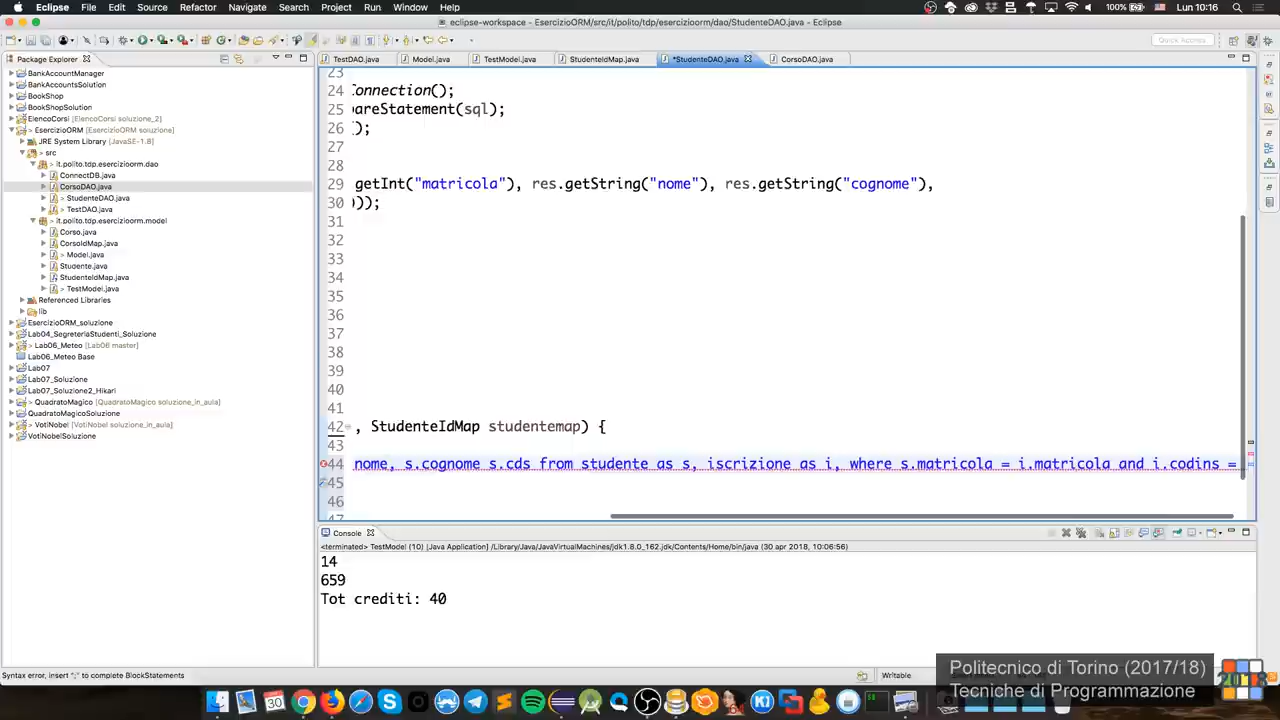 Eclipse File Edit Source Refactor Navigate Search Project Run Window Help 100% Lun 10:16
eclipse-workspace - EsercizioORM/src/it/polito/tdp/esercizioorm/dao/StudenteDAO.java - Eclipse
Quick Access
Package Explorer
TestDAO.java Model.java TestModel.java StudenteIdMap.java *StudenteDAO.java CorsoDAO.java
BankAccountManager
BankAccountsSolution
BookShop
BookShopSolution
ElencoCorsi [ElencoCorsi soluzione_2]
> EsercizioORM [EsercizioORM soluzione]
JRE System Library [JavaSE-1.8]
> src
> it.polito.tdp.esercizioorm.dao
ConnectDB.java
CorsoDAO.java
> StudenteDAO.java
> TestDAO.java
> it.polito.tdp.esercizioorm.model
Corso.java
CorsoIdMap.java
> Model.java
Studente.java
StudenteIdMap.java
> TestModel.java
Referenced Libraries
lib
EsercizioORM_soluzione
Lab04_SegreteriaStudenti_Soluzione
> Lab06_Meteo [Lab06 master]
Lab06_Meteo Base
Lab07
Lab07_Soluzione
Lab07_Soluzione2_Hikari
> QuadratoMagico [QuadratoMagico soluzione_in_aula]
QuadratoMagicoSoluzione
> VotiNobel [VotiNobel soluzione_in_aula]
VotiNobelSoluzione
23
24 Connection();
25 areStatement(sql);
26 ();
27
28
29 getInt("matricola"), res.getString("nome"), res.getString("cognome"),
30 )));
31
32
33
34
35
36
37
38
39
40
41
42 , StudenteIdMap studentemap) {
43
44 nome, s.cognome s.cds from studente as s, iscrizione as i, where s.matricola = i.matricola and i.codins =
45
46
47
Console
<terminated> TestModel (10) [Java Application] /Library/Java/JavaVirtualMachines/jdk1.8.0_162.jdk/Contents/Home/bin/java (30 apr 2018, 10:06:56)
14
659
Tot crediti: 40
Syntax error, insert ";" to complete BlockStatements
Writable
Politecnico di Torino (2017/18)
Tecniche di Programmazione
2018